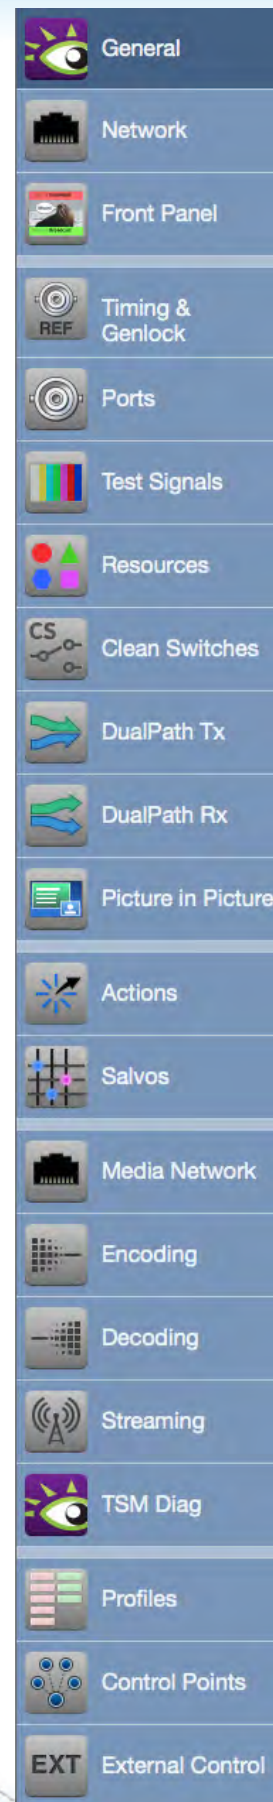 General
Network
Front Panel
REF
Timing &
Genlock
Ports
Test Signals
Resources
CS
Clean Switches
DualPath Tx
DualPath Rx
Picture in Picture
Actions
Salvos
Media Network
Encoding
Decoding
Streaming
TSM Diag
Profiles
Control Points
EXT
External Control